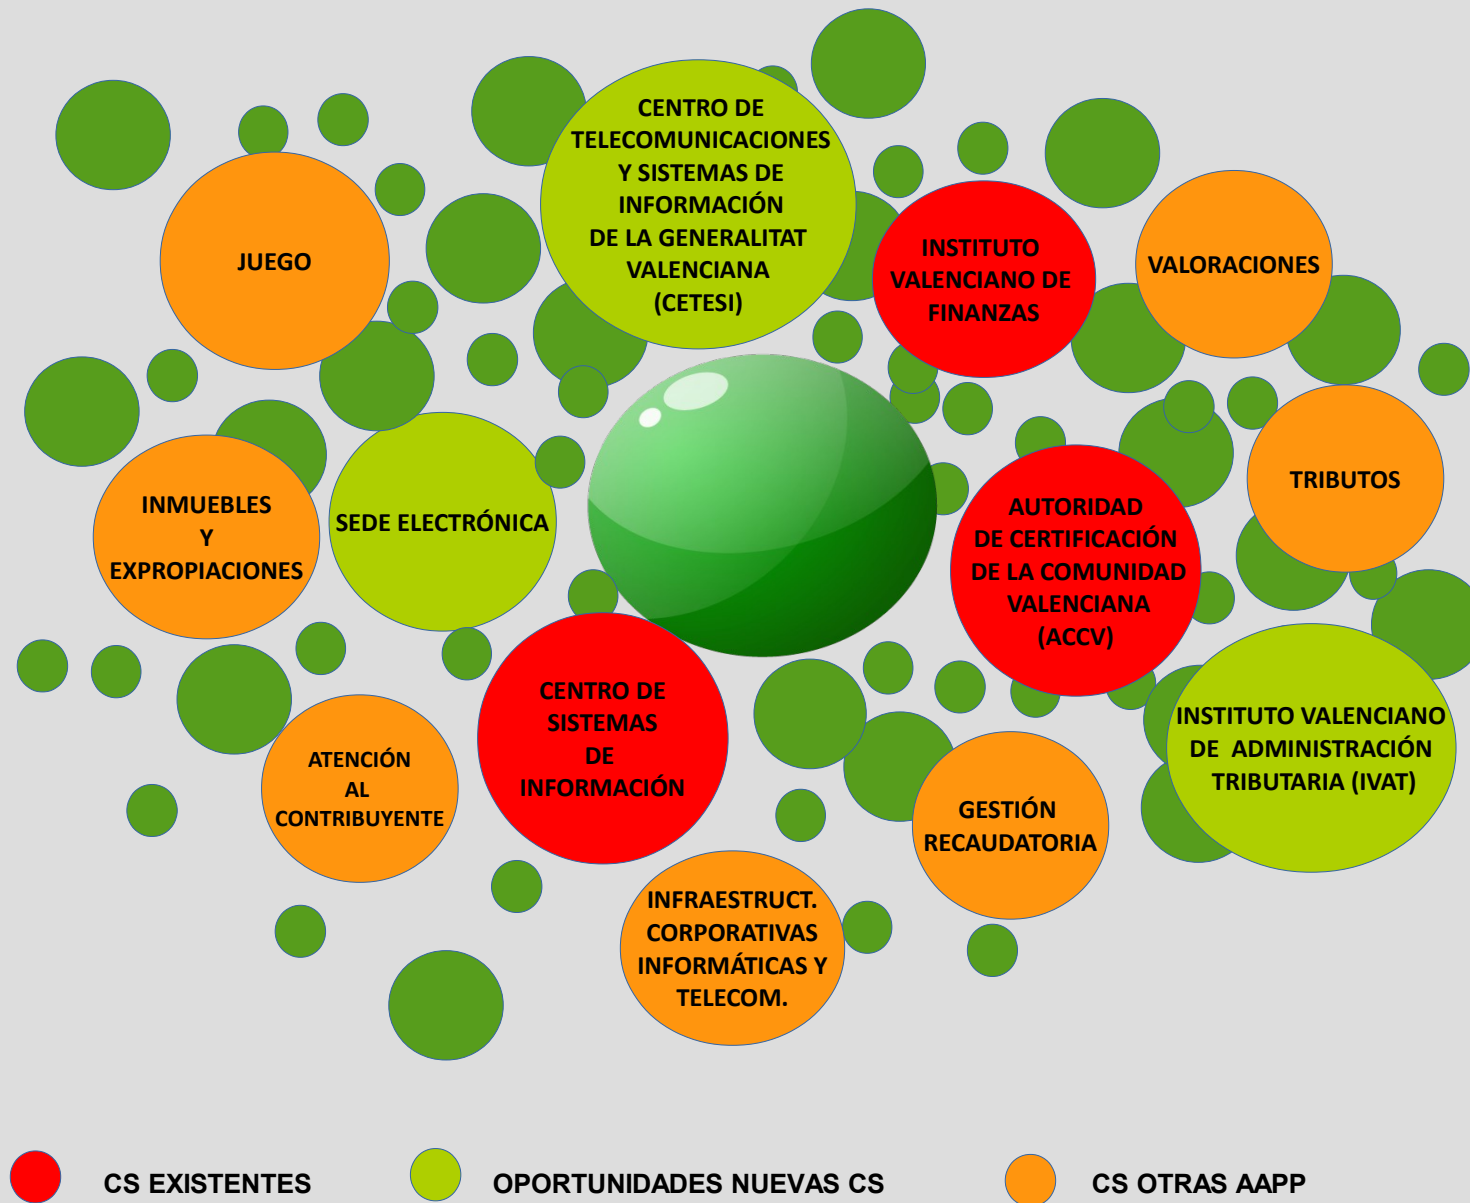 CENTRO DE
TELECOMUNICACIONES
Y SISTEMAS DE
INFORMACIÓN
DE LA GENERALITAT
VALENCIANA
(CETESI)
JUEGO
INSTITUTO
VALENCIANO DE
FINANZAS
VALORACIONES
INMUEBLES
Y
EXPROPIACIONES
SEDE ELECTRÓNICA
AUTORIDAD
DE CERTIFICACIÓN
DE LA COMUNIDAD
VALENCIANA
(ACCV)
TRIBUTOS
CENTRO DE
SISTEMAS
DE
INFORMACIÓN
INSTITUTO VALENCIANO
DE ADMINISTRACIÓN
TRIBUTARIA (IVAT)
ATENCIÓN
AL
CONTRIBUYENTE
GESTIÓN
RECAUDATORIA
INFRAESTRUCT.
CORPORATIVAS
INFORMÁTICAS Y
TELECOM.
CS EXISTENTES
OPORTUNIDADES NUEVAS CS
CS OTRAS AAPP